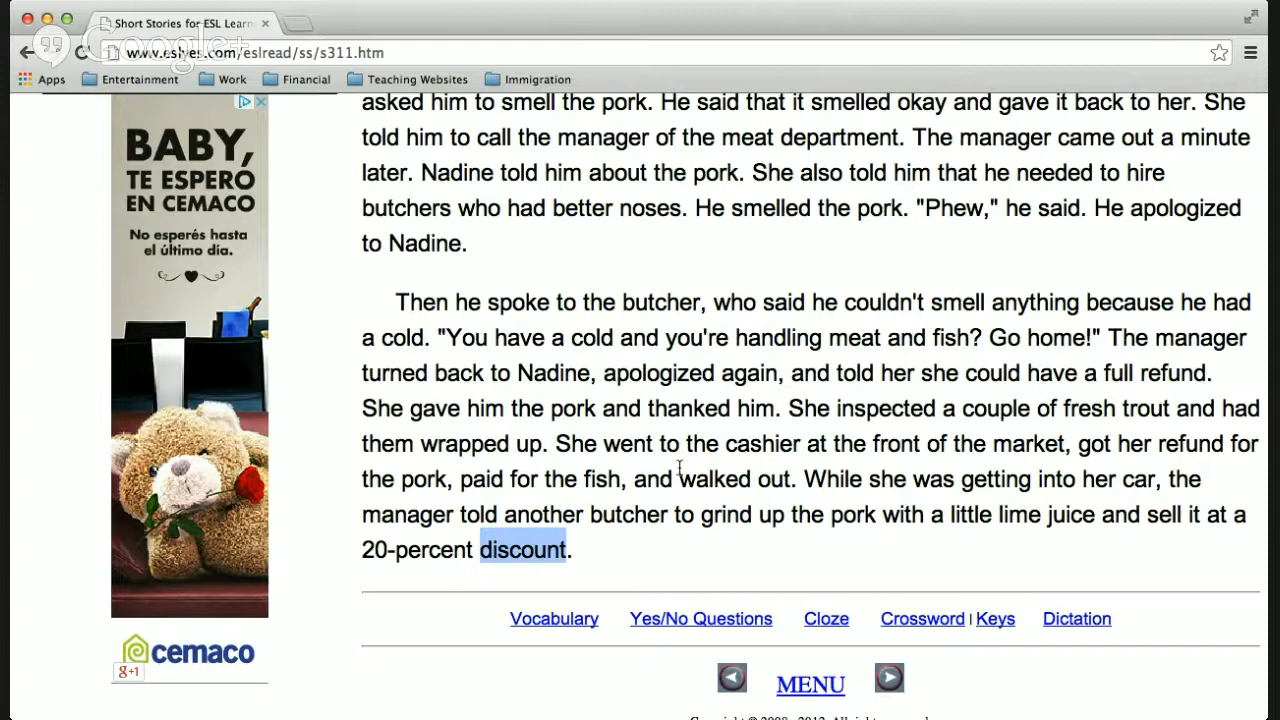 Short Stories for ESL Learn
Google+
www.eslyes.com/eslread/ss/s311.htm
Apps
Entertainment
Work
Financial
Teaching Websites
Immigration
BABY,
TE ESPERO
EN CEMACO
No esperés hasta
el último día.
cemaco
g+1
asked him to smell the pork. He said that it smelled okay and gave it back to her. She
told him to call the manager of the meat department. The manager came out a minute
later. Nadine told him about the pork. She also told him that he needed to hire
butchers who had better noses. He smelled the pork. "Phew," he said. He apologized
to Nadine.
Then he spoke to the butcher, who said he couldn't smell anything because he had
a cold. "You have a cold and you're handling meat and fish? Go home!" The manager
turned back to Nadine, apologized again, and told her she could have a full refund.
She gave him the pork and thanked him. She inspected a couple of fresh trout and had
them wrapped up. She went to the cashier at the front of the market, got her refund for
the pork, paid for the fish, and walked out. While she was getting into her car, the
manager told another butcher to grind up the pork with a little lime juice and sell it at a
20-percent discount.
Vocabulary Yes/No Questions Cloze Crossword | Keys Dictation
MENU